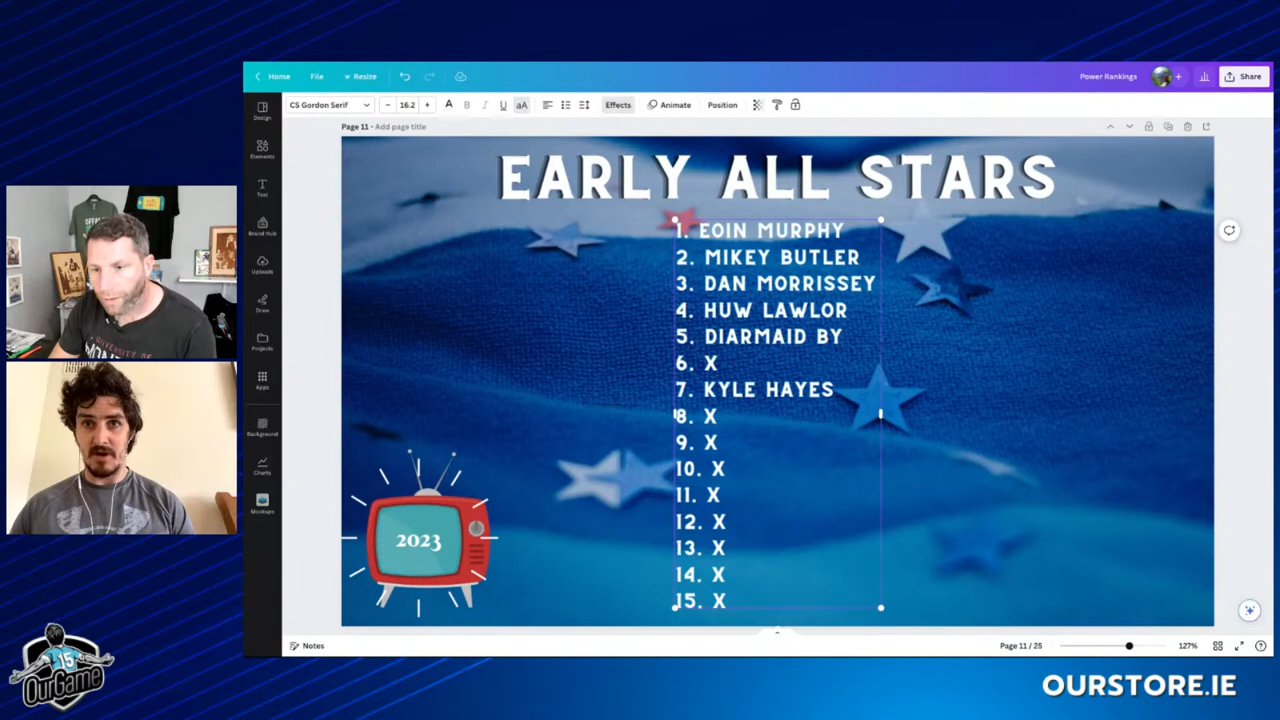 Home
File
Resize
Power Rankings
+
Share
CS Gordon Serif
16.2
A
B
I
U
aA
Effects
Animate
Position
Page 11 - Add page title
Design
Elements
Text
Brand Hub
Uploads
Draw
Projects
Apps
Background
Charts
Mockups
EARLY ALL STARS
1. EOIN MURPHY
2. MIKEY BUTLER
3. DAN MORRISSEY
4. HUW LAWLOR
5. DIARMAID BY
6. X
7. KYLE HAYES
8. X
9. X
10. X
11. X
12. X
13. X
14. X
15. X
2023
Notes
Page 11 / 25
127%
15
OurGame
OURSTORE.IE